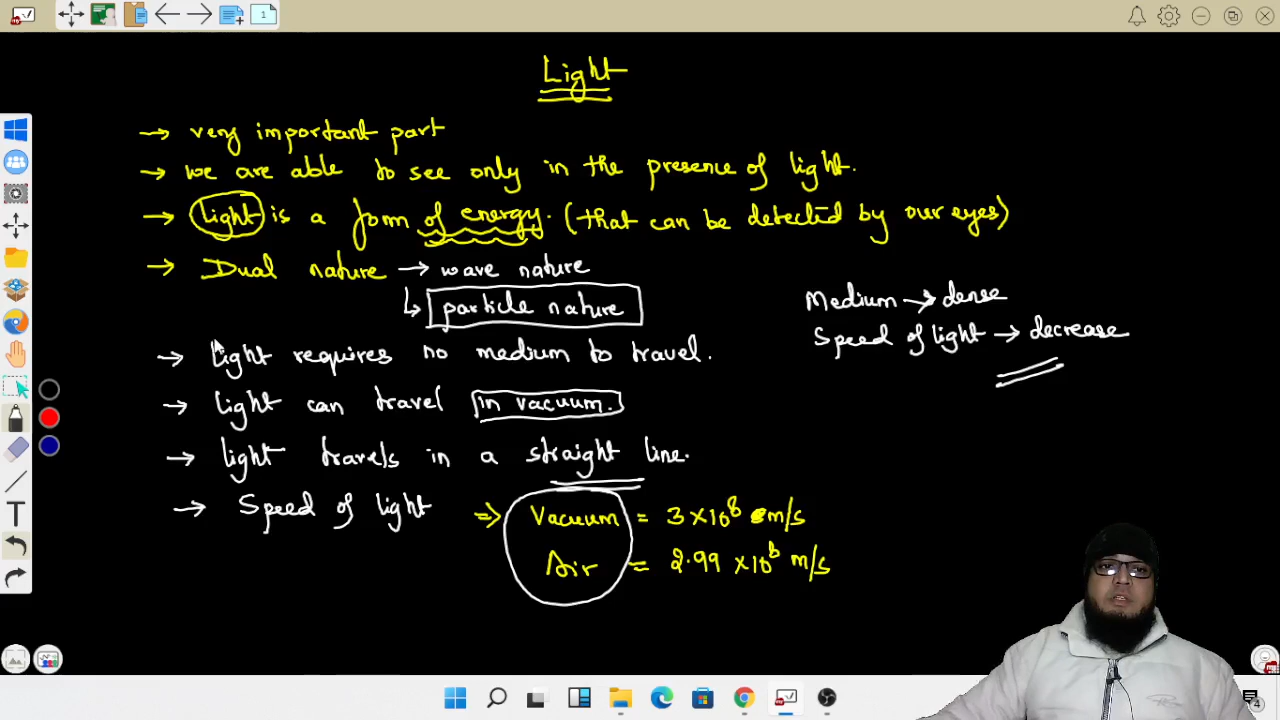 1
Light
→ very important part
→ we are able to see only in the presence of light.
→ light is a form of energy. (that can be detected by our eyes)
→ Dual nature → wave nature
↳ particle nature
→ Light requires no medium to travel.
→ light can travel in vacuum.
→ light travels in a straight line.
→ Speed of light ⇒ Vacuum = 3 × 10⁸ m/s
Air = 2.99 × 10⁸ m/s
Medium → dense
Speed of light → decrease
T
4